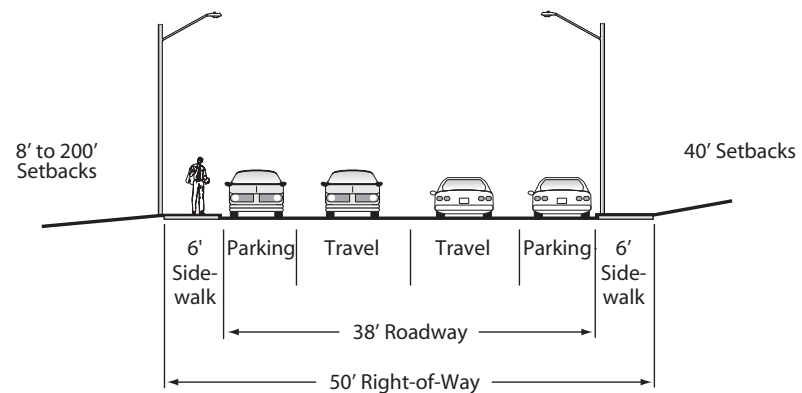 8’ to 200’
Setbacks
40’ Setbacks
6'
Side-
walk
Parking
Travel
Travel
Parking
6’
Side-
walk
38’ Roadway
50’ Right-of-Way